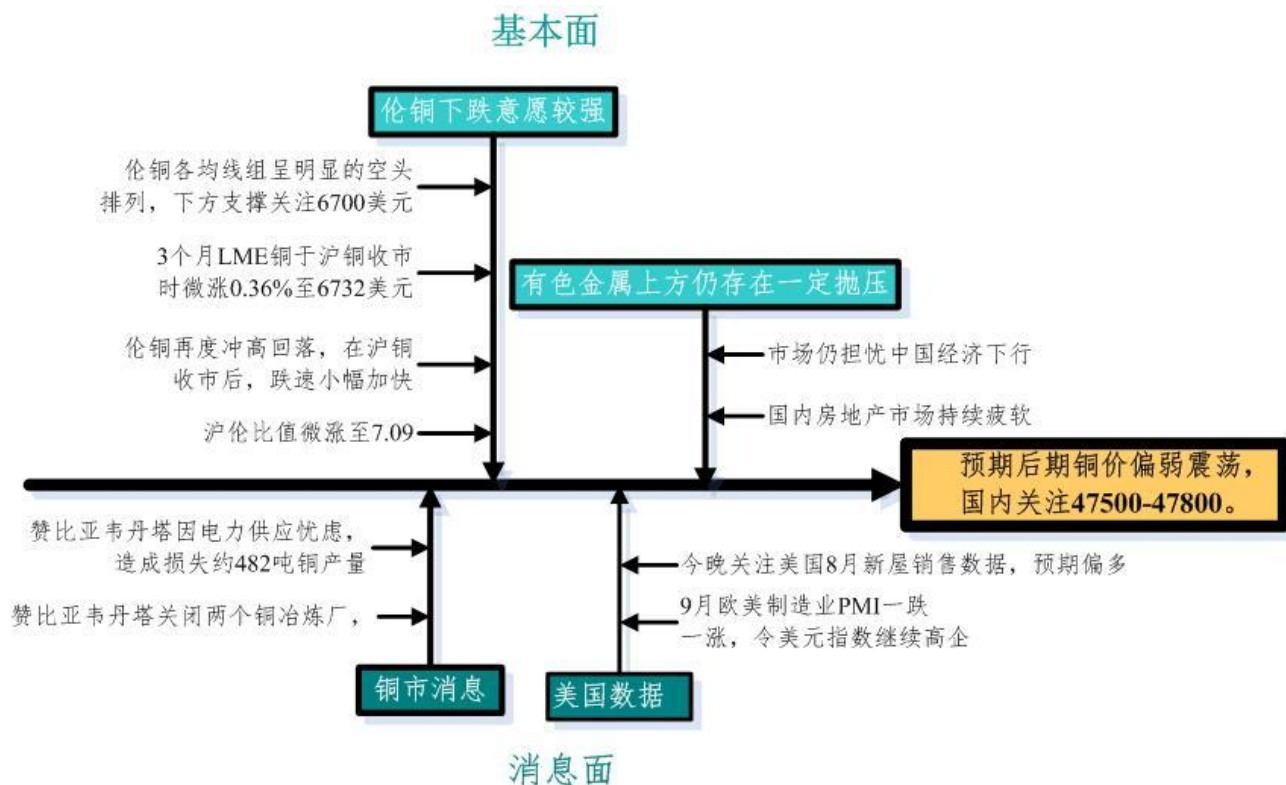 基本面
伦铜下跌意愿较强
伦铜各均线组呈明显的空头
排列，下方支撑关注6700美元
3个月LME铜于沪铜收市
时微涨0.36%至6732美元
伦铜再度冲高回落，在沪铜
收市后，跌速小幅加快
沪伦比值微涨至7.09
有色金属上方仍存在一定抛压
市场仍担忧中国经济下行
国内房地产市场持续疲软
预期后期铜价偏弱震荡，
国内关注47500-47800。
赞比亚韦丹塔因电力供应忧虑，
造成损失约482吨铜产量
赞比亚韦丹塔关闭两个铜冶炼厂，
铜市消息
今晚关注美国8月新屋销售数据，预期偏多
9月欧美制造业PMI一跌
一涨，令美元指数继续高企
美国数据
消息面